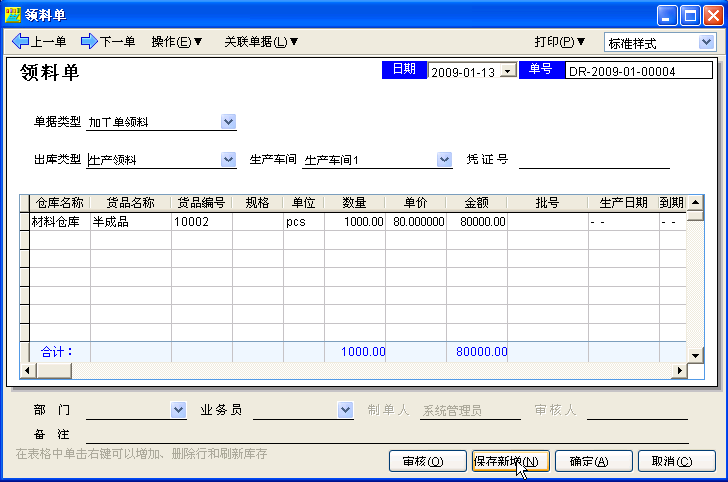 领料单
上一单 下一单 操作(E)▼ 关联单据(L)▼ 打印(P)▼ 标准样式
领料单 日期 2009-01-13 单号 DR-2009-01-00004
单据类型 加工单领料
出库类型 生产领料 生产车间 生产车间1 凭证号
仓库名称 货品名称 货品编号 规格 单位 数量 单价 金额 批号 生产日期 到期
材料仓库 半成品 10002 pcs 1000.00 80.000000 80000.00 - - - -
合计： 1000.00 80000.00
部 门 业务员 制单人 系统管理员 审核人
备 注
在表格中单击右键可以增加、删除行和刷新库存
审核(O) 保存新增(N) 确定(A) 取消(C)